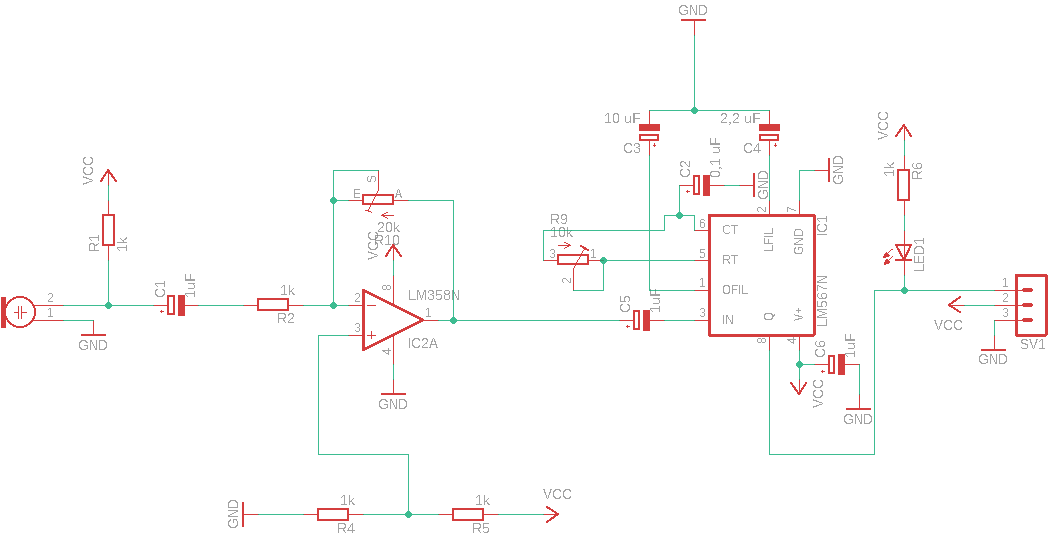 GND
10 uF
2,2 uF
C3
C4
C2
0,1 uF
GND
GND
VCC
1k
R6
VCC
R1
1k
S
E
A
20k
R10
VCC
R9
10k
3
1
2
6
CT
5
RT
1
OFIL
3
IN
2
LFIL
7
GND
IC1
LM567N
Q
8
V+
4
LED1
2
1
GND
C1
1uF
1k
R2
2
3
8
4
1
LM358N
IC2A
GND
C5
1uF
C6
1uF
VCC
GND
1
2
3
VCC
GND
SV1
GND
1k
R4
1k
R5
VCC